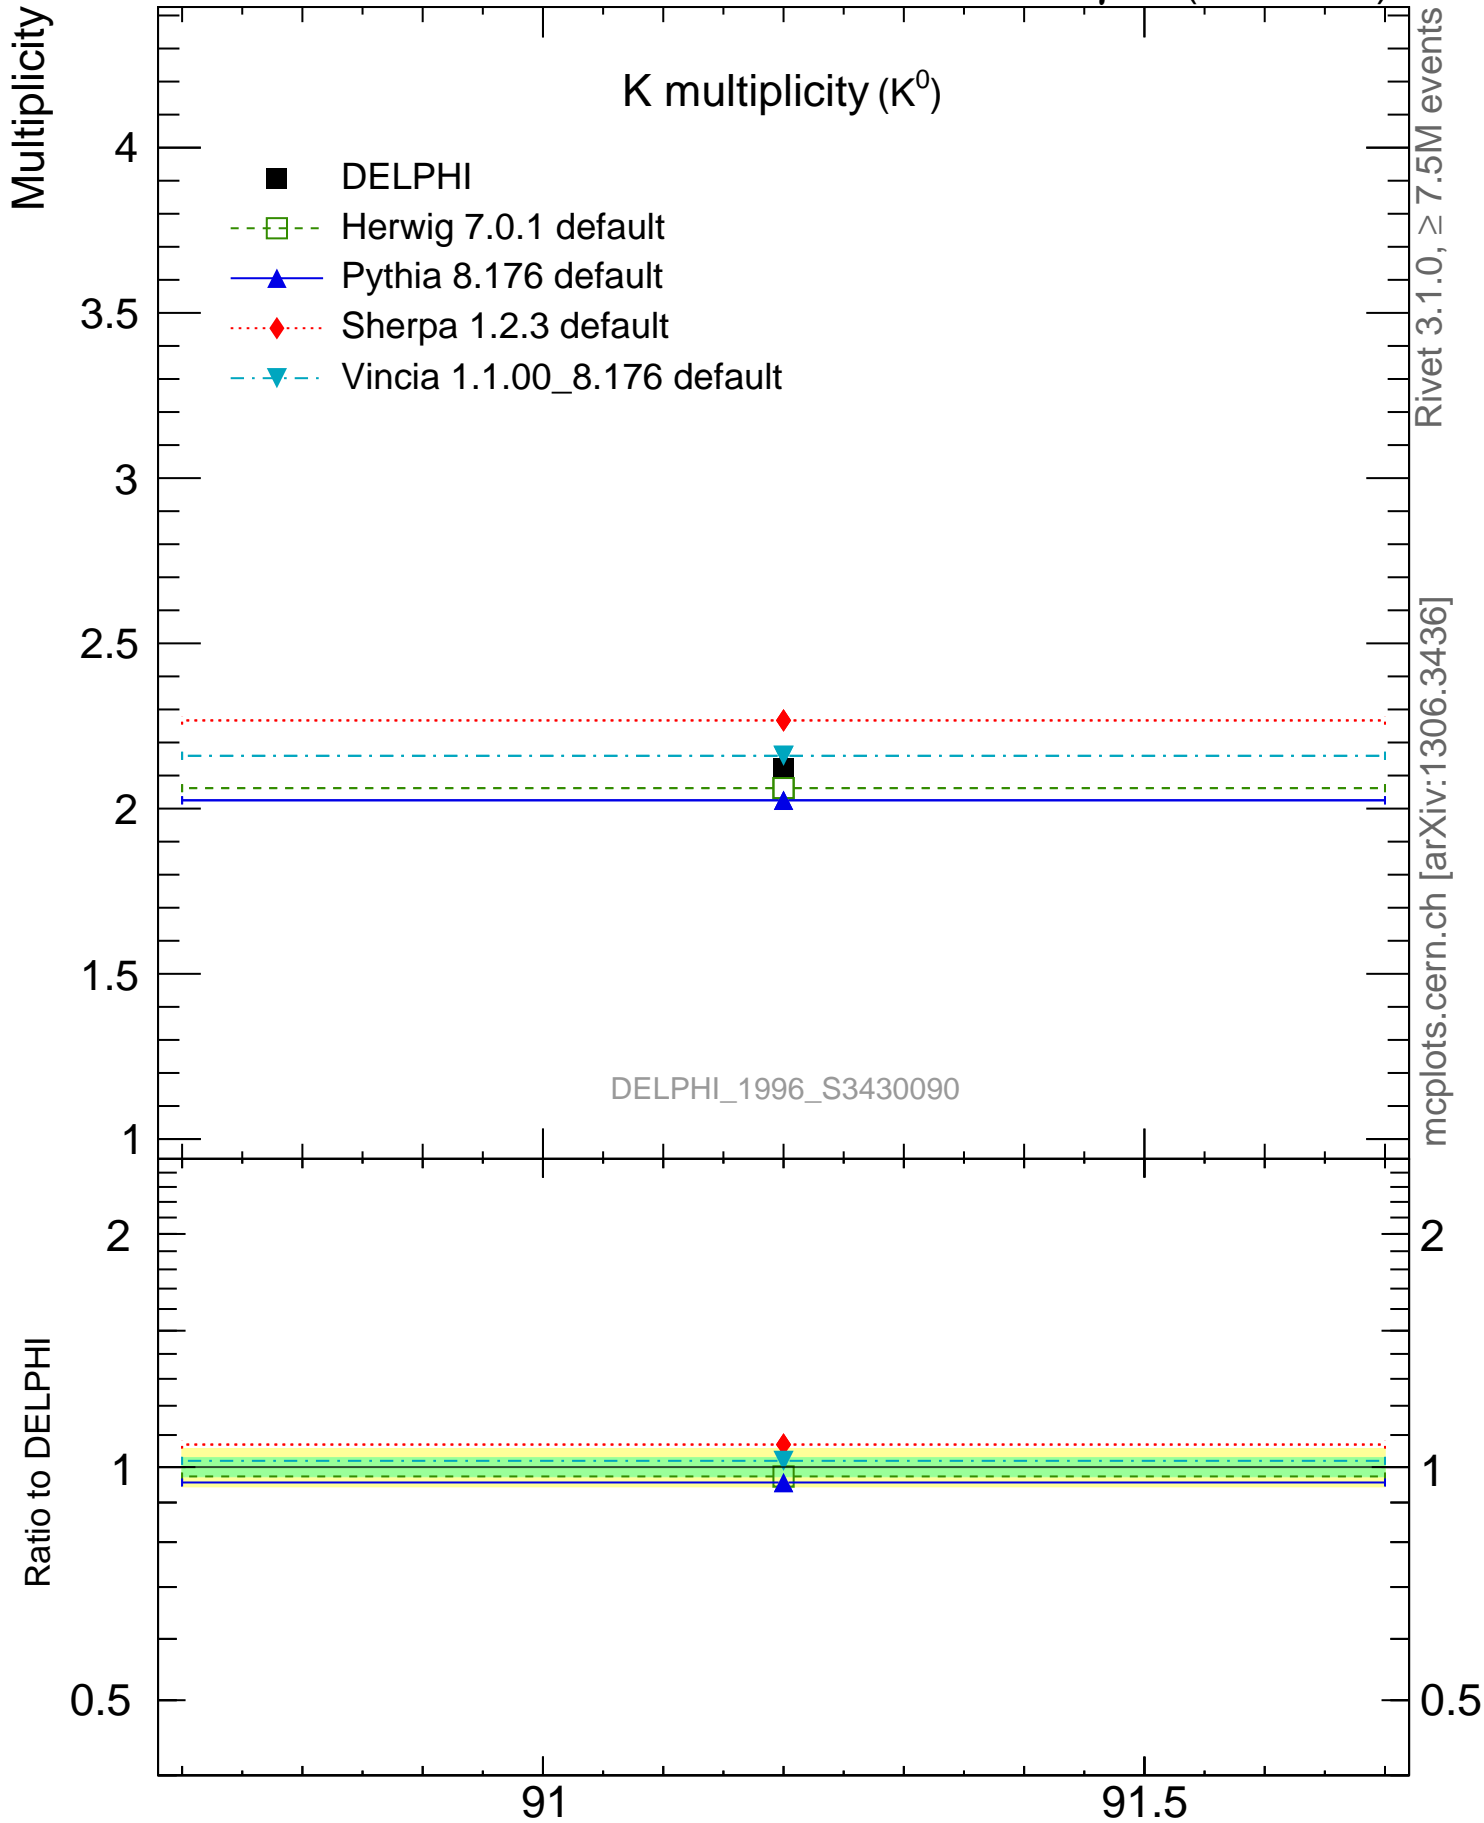 Multiplicity
K multiplicity (K⁰)
DELPHI
Herwig 7.0.1 default
Pythia 8.176 default
Sherpa 1.2.3 default
Vincia 1.1.00_8.176 default
4
3.5
3
2.5
2
1.5
1
DELPHI_1996_S3430090
Rivet 3.1.0, ≥ 7.5M events
mcplots.cern.ch [arXiv:1306.3436]
Ratio to DELPHI
2
1
0.5
2
1
0.5
91
91.5